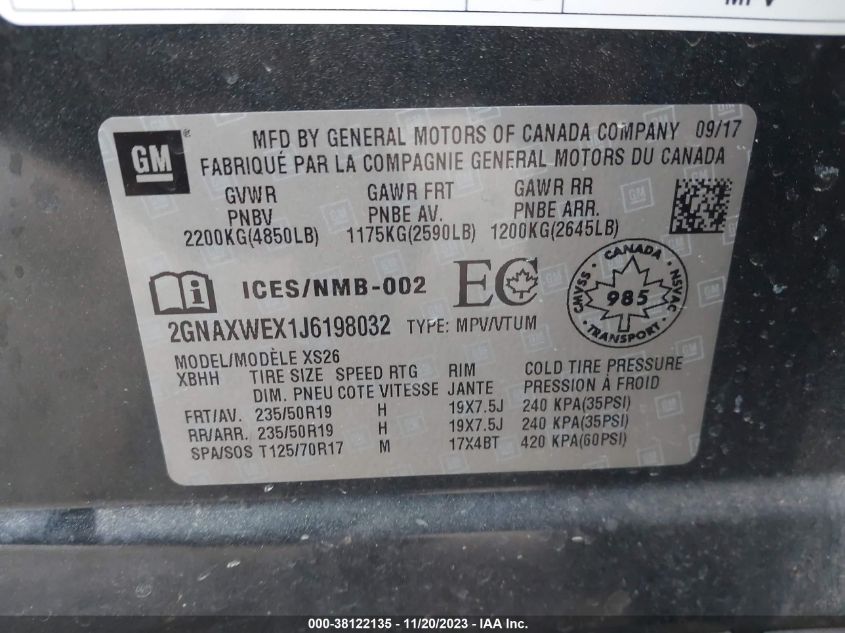 MPV
GM
MFD BY GENERAL MOTORS OF CANADA COMPANY 09/17
FABRIQUÉ PAR LA COMPAGNIE GENERAL MOTORS DU CANADA
GVWR GAWR FRT GAWR RR
PNBV PNBE AV. PNBE ARR.
2200KG(4850LB) 1175KG(2590LB) 1200KG(2645LB)
ICES/NMB-002 EC
CANADA
CMVSS 985 NSVAC
TRANSPORT
2GNAXWEX1J6198032 TYPE: MPV/VTUM
MODEL/MODÈLE XS26
XBHH TIRE SIZE SPEED RTG RIM COLD TIRE PRESSURE
DIM. PNEU COTE VITESSE JANTE PRESSION À FROID
FRT/AV. 235/50R19 H 19X7.5J 240 KPA(35PSI)
RR/ARR. 235/50R19 H 19X7.5J 240 KPA(35PSI)
SPA/SOS T125/70R17 M 17X4BT 420 KPA(60PSI)
000-38122135 - 11/20/2023 - IAA Inc.